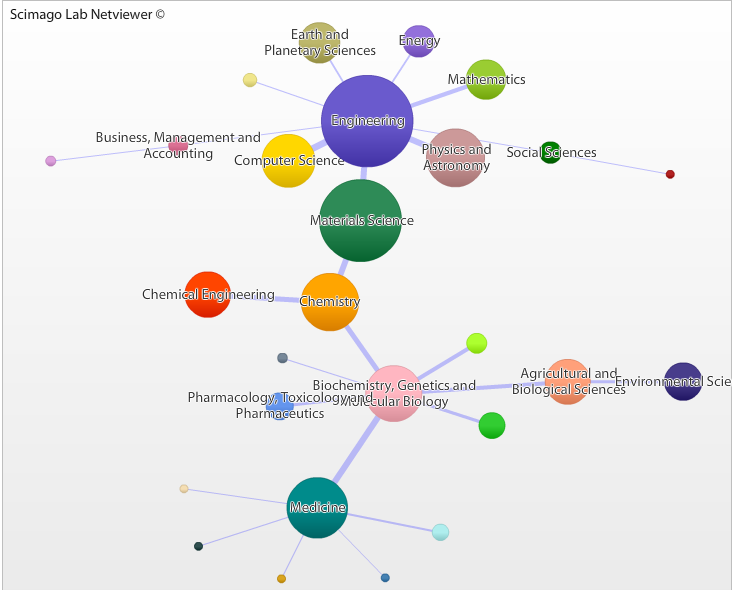 Scimago Lab Netviewer ©
Earth and
Planetary Sciences
Energy
Mathematics
Engineering
Business, Management and
Accounting
Computer Science
Physics and
Astronomy
Social Sciences
Materials Science
Chemical Engineering
Chemistry
Agricultural and
Biological Sciences
Environmental Scie
Biochemistry, Genetics and
Molecular Biology
Pharmacology, Toxicology and
Pharmaceutics
Medicine